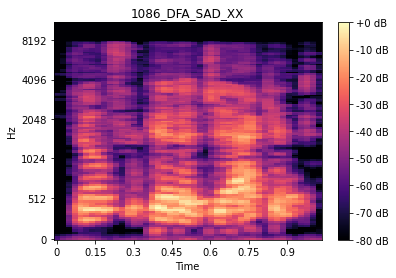 1086_DFA_SAD_XX
8192
4096
2048
1024
512
0
Hz
0
0.15
0.3
0.45
0.6
0.75
0.9
Time
+0 dB
-10 dB
-20 dB
-30 dB
-40 dB
-50 dB
-60 dB
-70 dB
-80 dB